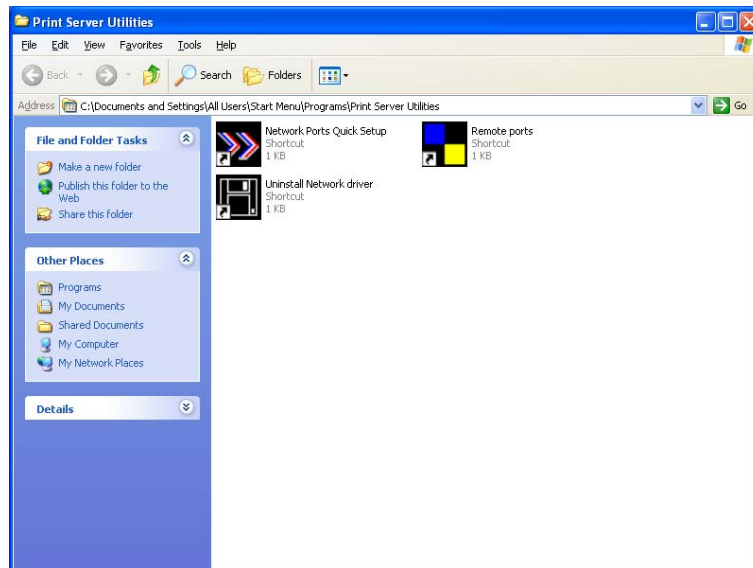 Print Server Utilities
File Edit View Favorites Tools Help
Back Search Folders
Address C:\Documents and Settings\All Users\Start Menu\Programs\Print Server Utilities Go
File and Folder Tasks
Make a new folder
Publish this folder to the
Web
Share this folder
Other Places
Programs
My Documents
Shared Documents
My Computer
My Network Places
Details
Network Ports Quick Setup
Shortcut
1 KB
Remote ports
Shortcut
1 KB
Uninstall Network driver
Shortcut
1 KB